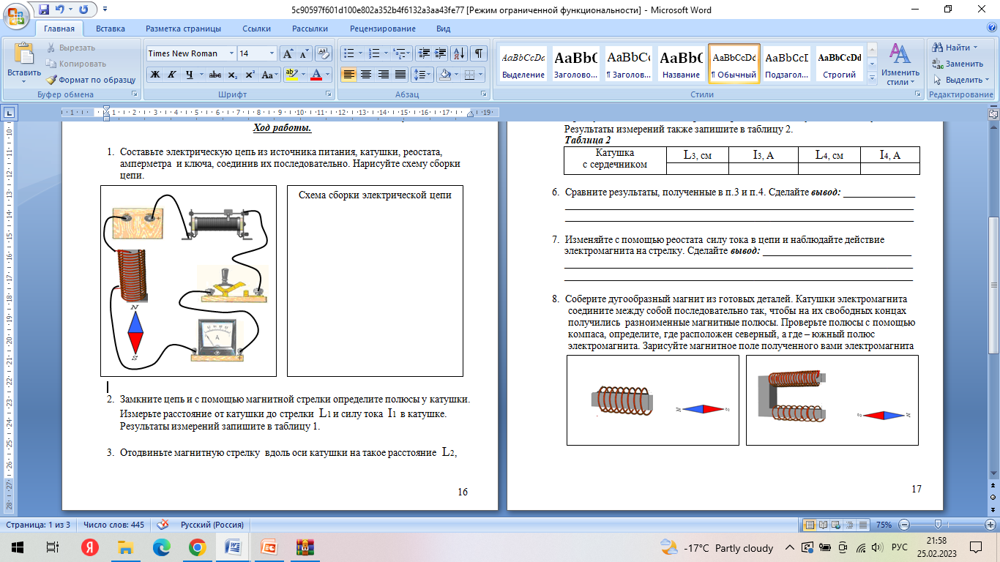 5c90597f601d100e802a352b4f6132a3aa43fe77 [Режим ограниченной функциональности] - Microsoft Word
Главная Вставка Разметка страницы Ссылки Рассылки Рецензирование Вид
Вставить
Вырезать
Копировать
Формат по образцу
Буфер обмена
Times New Roman 14
Ж К Ч abc x₂ x² Aa
Шрифт
Абзац
AaBbCcDc AaBbC AaBbCc AaBbC AaBbCcDd AaBbCcI AaBbCcDd
Выделение Заголово... ¶ Заголов... Название ¶ Обычный Подзагол... Строгий
Стили
Изменить стили
Найти
Заменить
Выделить
Редактирование
Ход работы.
1. Составьте электрическую цепь из источника питания, катушки, реостата,
амперметра и ключа, соединив их последовательно. Нарисуйте схему сборки
цепи.
Схема сборки электрической цепи
+
N
S
A
+
2. Замкните цепь и с помощью магнитной стрелки определите полюсы у катушки.
Измерьте расстояние от катушки до стрелки L1 и силу тока I1 в катушке.
Результаты измерений запишите в таблицу 1.
3. Отодвиньте магнитную стрелку вдоль оси катушки на такое расстояние L2,
16
Результаты измерений также запишите в таблицу 2.
Таблица 2
Катушка с сердечником L3, см I3, А L4, см I4, А
6. Сравните результаты, полученные в п.3 и п.4. Сделайте вывод: ______________
7. Изменяйте с помощью реостата силу тока в цепи и наблюдайте действие
электромагнита на стрелку. Сделайте вывод: _____________________________
8. Соберите дугообразный магнит из готовых деталей. Катушки электромагнита
соедините между собой последовательно так, чтобы на их свободных концах
получились разноименные магнитные полюсы. Проверьте полюсы с помощью
компаса, определите, где расположен северный, а где – южный полюс
электромагнита. Зарисуйте магнитное поле полученного вами электромагнита
N S
S N
17
Страница: 1 из 3 Число слов: 445 Русский (Россия) 75%
-17°C Partly cloudy РУС 21:58
25.02.2023